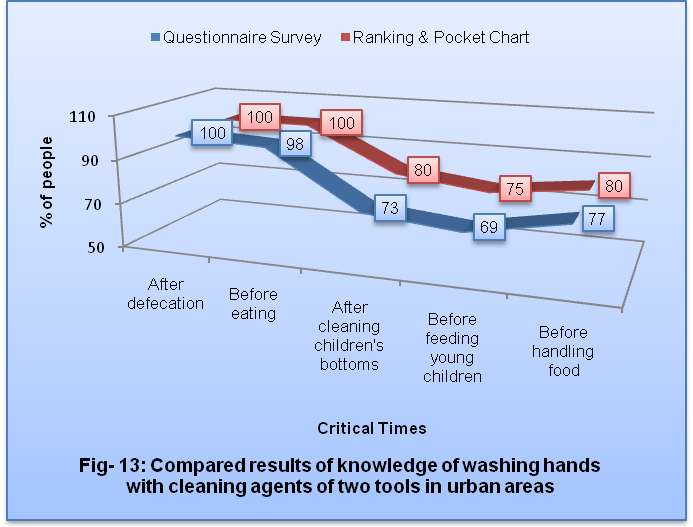 Questionnaire Survey Ranking & Pocket Chart
110
90
70
50
% of people
100 100 100 80 75 80
100 98 73 69 77
After
defecation
Before
eating
After
cleaning
children's
bottoms
Before
feeding
young
children
Before
handling
food
Critical Times
Fig- 13: Compared results of knowledge of washing hands
with cleaning agents of two tools in urban areas